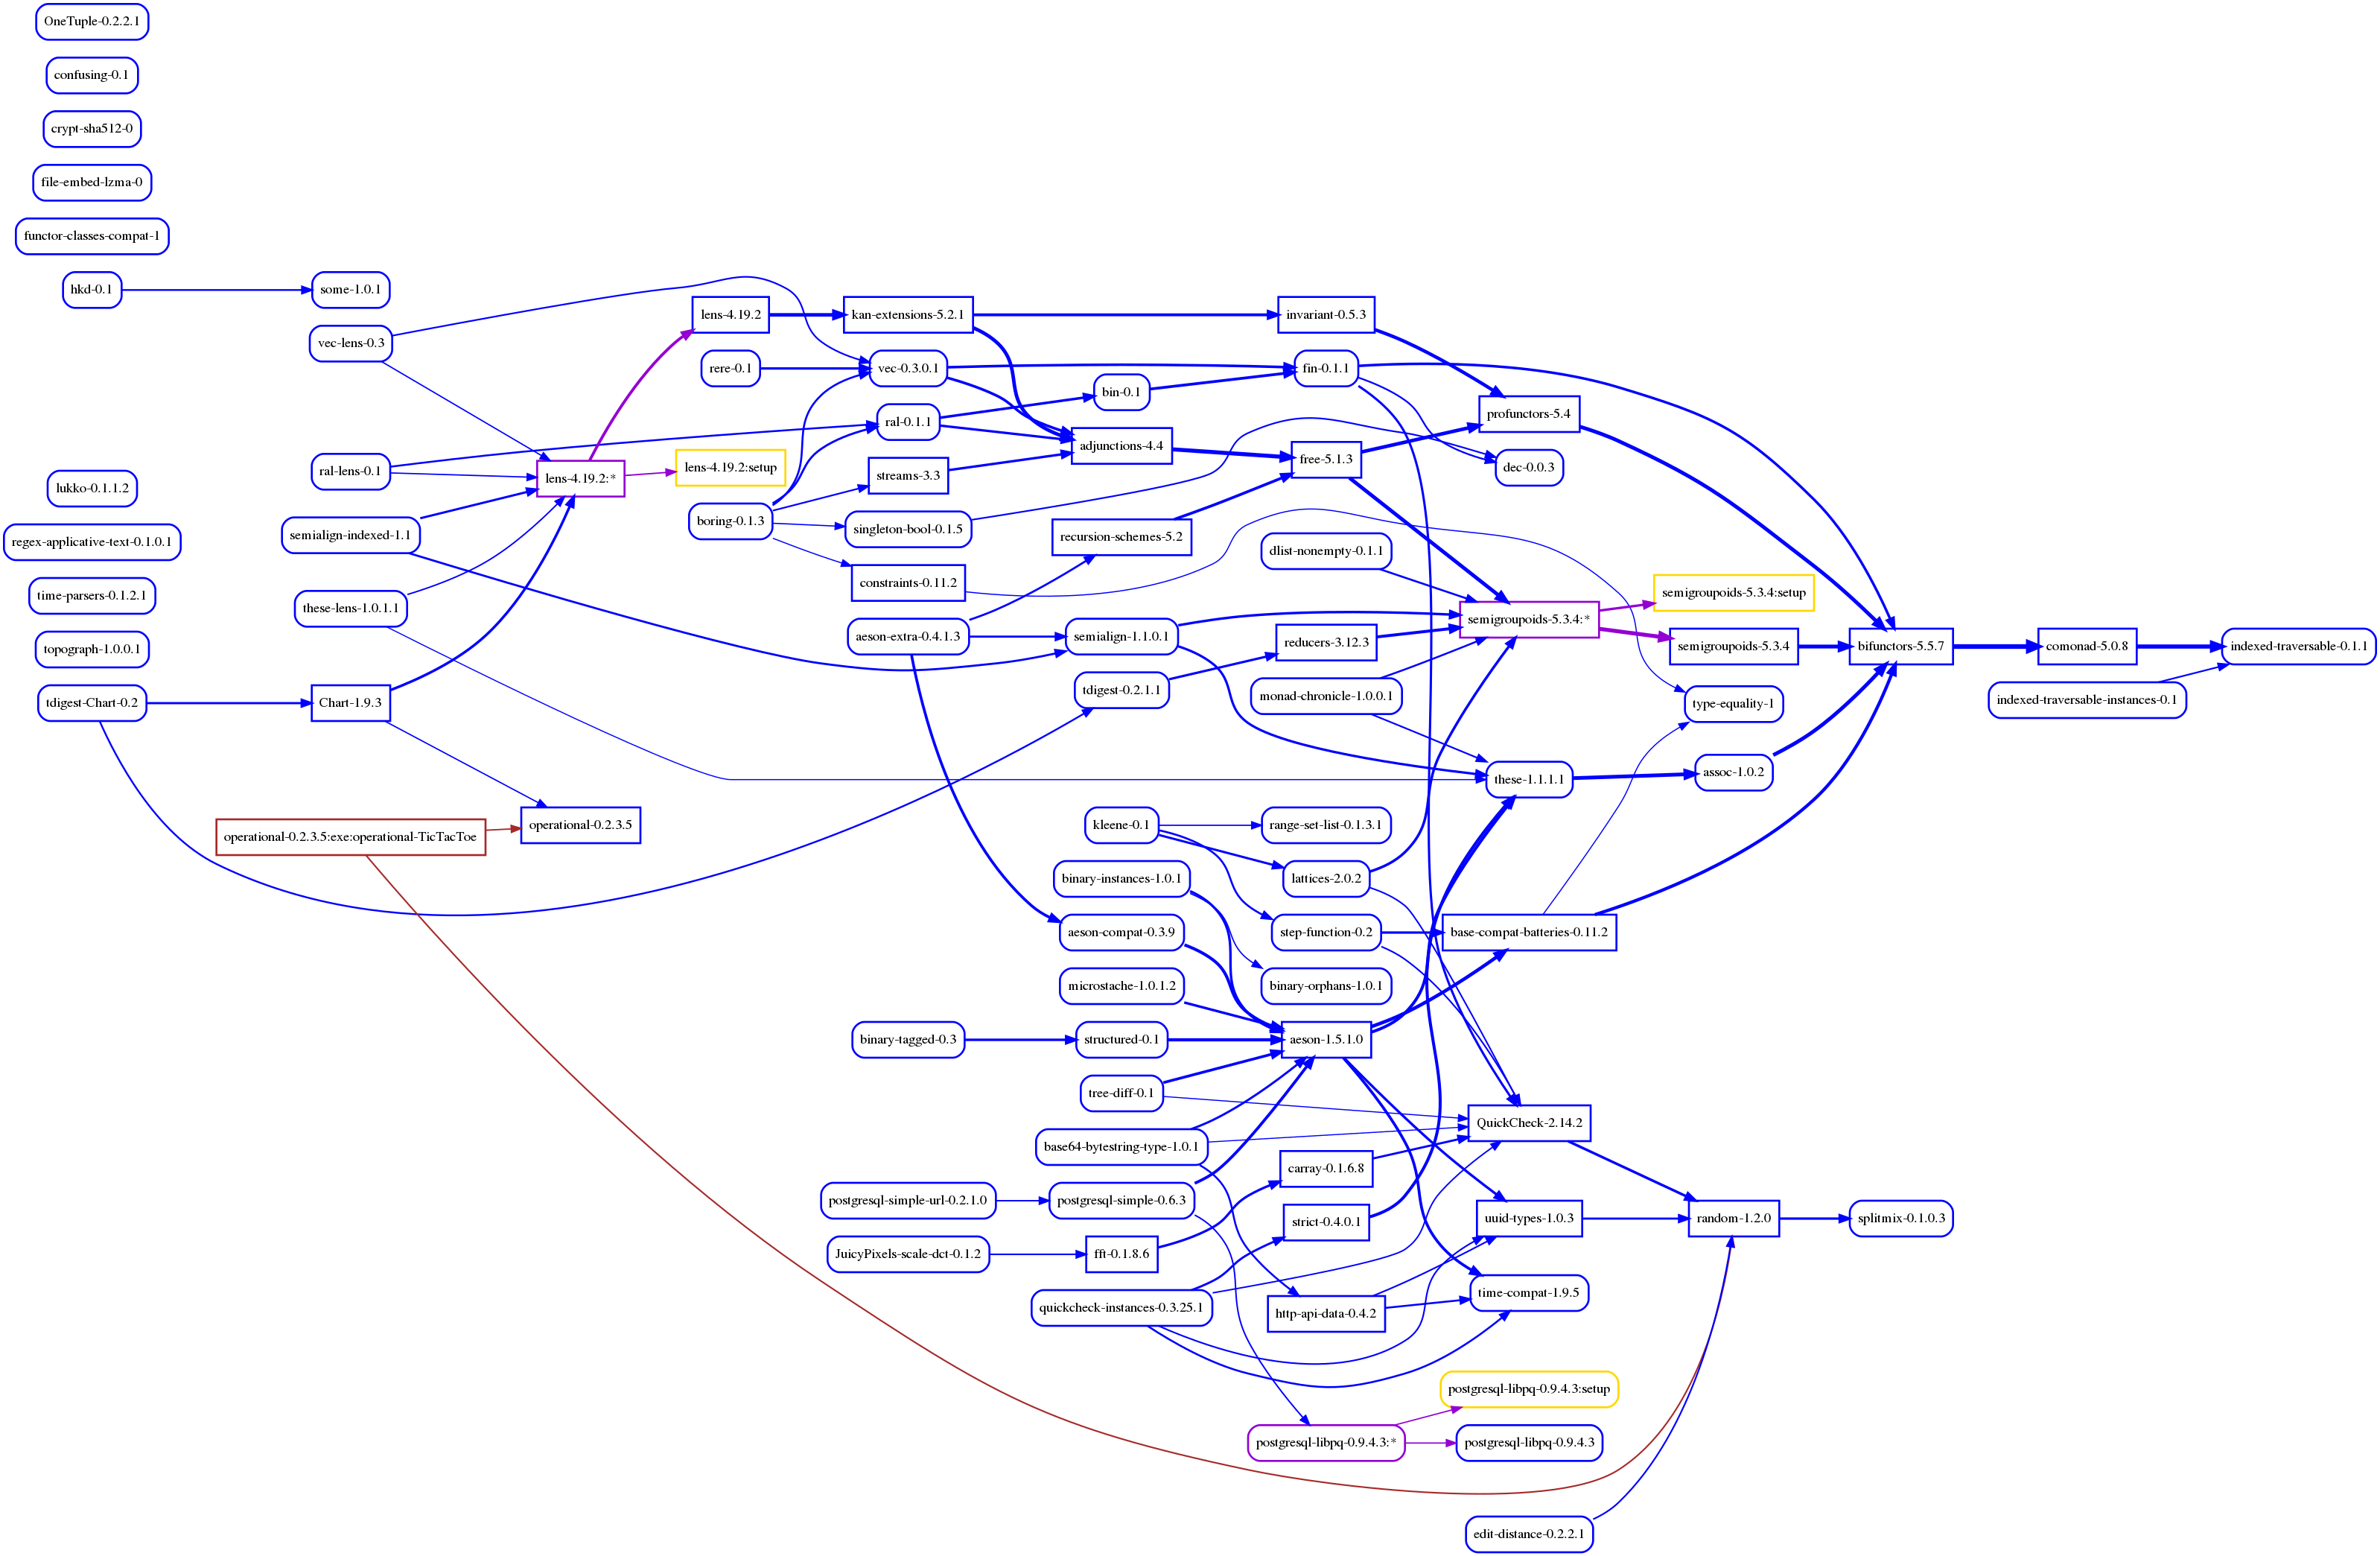 OneTuple-0.2.2.1
confusing-0.1
crypt-sha512-0
file-embed-lzma-0
functor-classes-compat-1
hkd-0.1
some-1.0.1
vec-lens-0.3
lens-4.19.2
kan-extensions-5.2.1
invariant-0.5.3
rere-0.1
vec-0.3.0.1
fin-0.1.1
bin-0.1
ral-0.1.1
profunctors-5.4
adjunctions-4.4
free-5.1.3
dec-0.0.3
ral-lens-0.1
lens-4.19.2:*
lens-4.19.2:setup
streams-3.3
lukko-0.1.1.2
boring-0.1.3
singleton-bool-0.1.5
semialign-indexed-1.1
regex-applicative-text-0.1.0.1
recursion-schemes-5.2
dlist-nonempty-0.1.1
constraints-0.11.2
time-parsers-0.1.2.1
these-lens-1.0.1.1
semigroupoids-5.3.4:setup
semigroupoids-5.3.4:*
aeson-extra-0.4.1.3
semialign-1.1.0.1
reducers-3.12.3
topograph-1.0.0.1
semigroupoids-5.3.4
bifunctors-5.5.7
comonad-5.0.8
indexed-traversable-0.1.1
tdigest-Chart-0.2
Chart-1.9.3
tdigest-0.2.1.1
monad-chronicle-1.0.0.1
type-equality-1
indexed-traversable-instances-0.1
these-1.1.1.1
assoc-1.0.2
operational-0.2.3.5:exe:operational-TicTacToe
operational-0.2.3.5
kleene-0.1
range-set-list-0.1.3.1
binary-instances-1.0.1
lattices-2.0.2
aeson-compat-0.3.9
step-function-0.2
base-compat-batteries-0.11.2
microstache-1.0.1.2
binary-orphans-1.0.1
binary-tagged-0.3
structured-0.1
aeson-1.5.1.0
tree-diff-0.1
QuickCheck-2.14.2
base64-bytestring-type-1.0.1
carray-0.1.6.8
postgresql-simple-url-0.2.1.0
postgresql-simple-0.6.3
strict-0.4.0.1
uuid-types-1.0.3
random-1.2.0
splitmix-0.1.0.3
JuicyPixels-scale-dct-0.1.2
fft-0.1.8.6
quickcheck-instances-0.3.25.1
http-api-data-0.4.2
time-compat-1.9.5
postgresql-libpq-0.9.4.3:setup
postgresql-libpq-0.9.4.3:*
postgresql-libpq-0.9.4.3
edit-distance-0.2.2.1